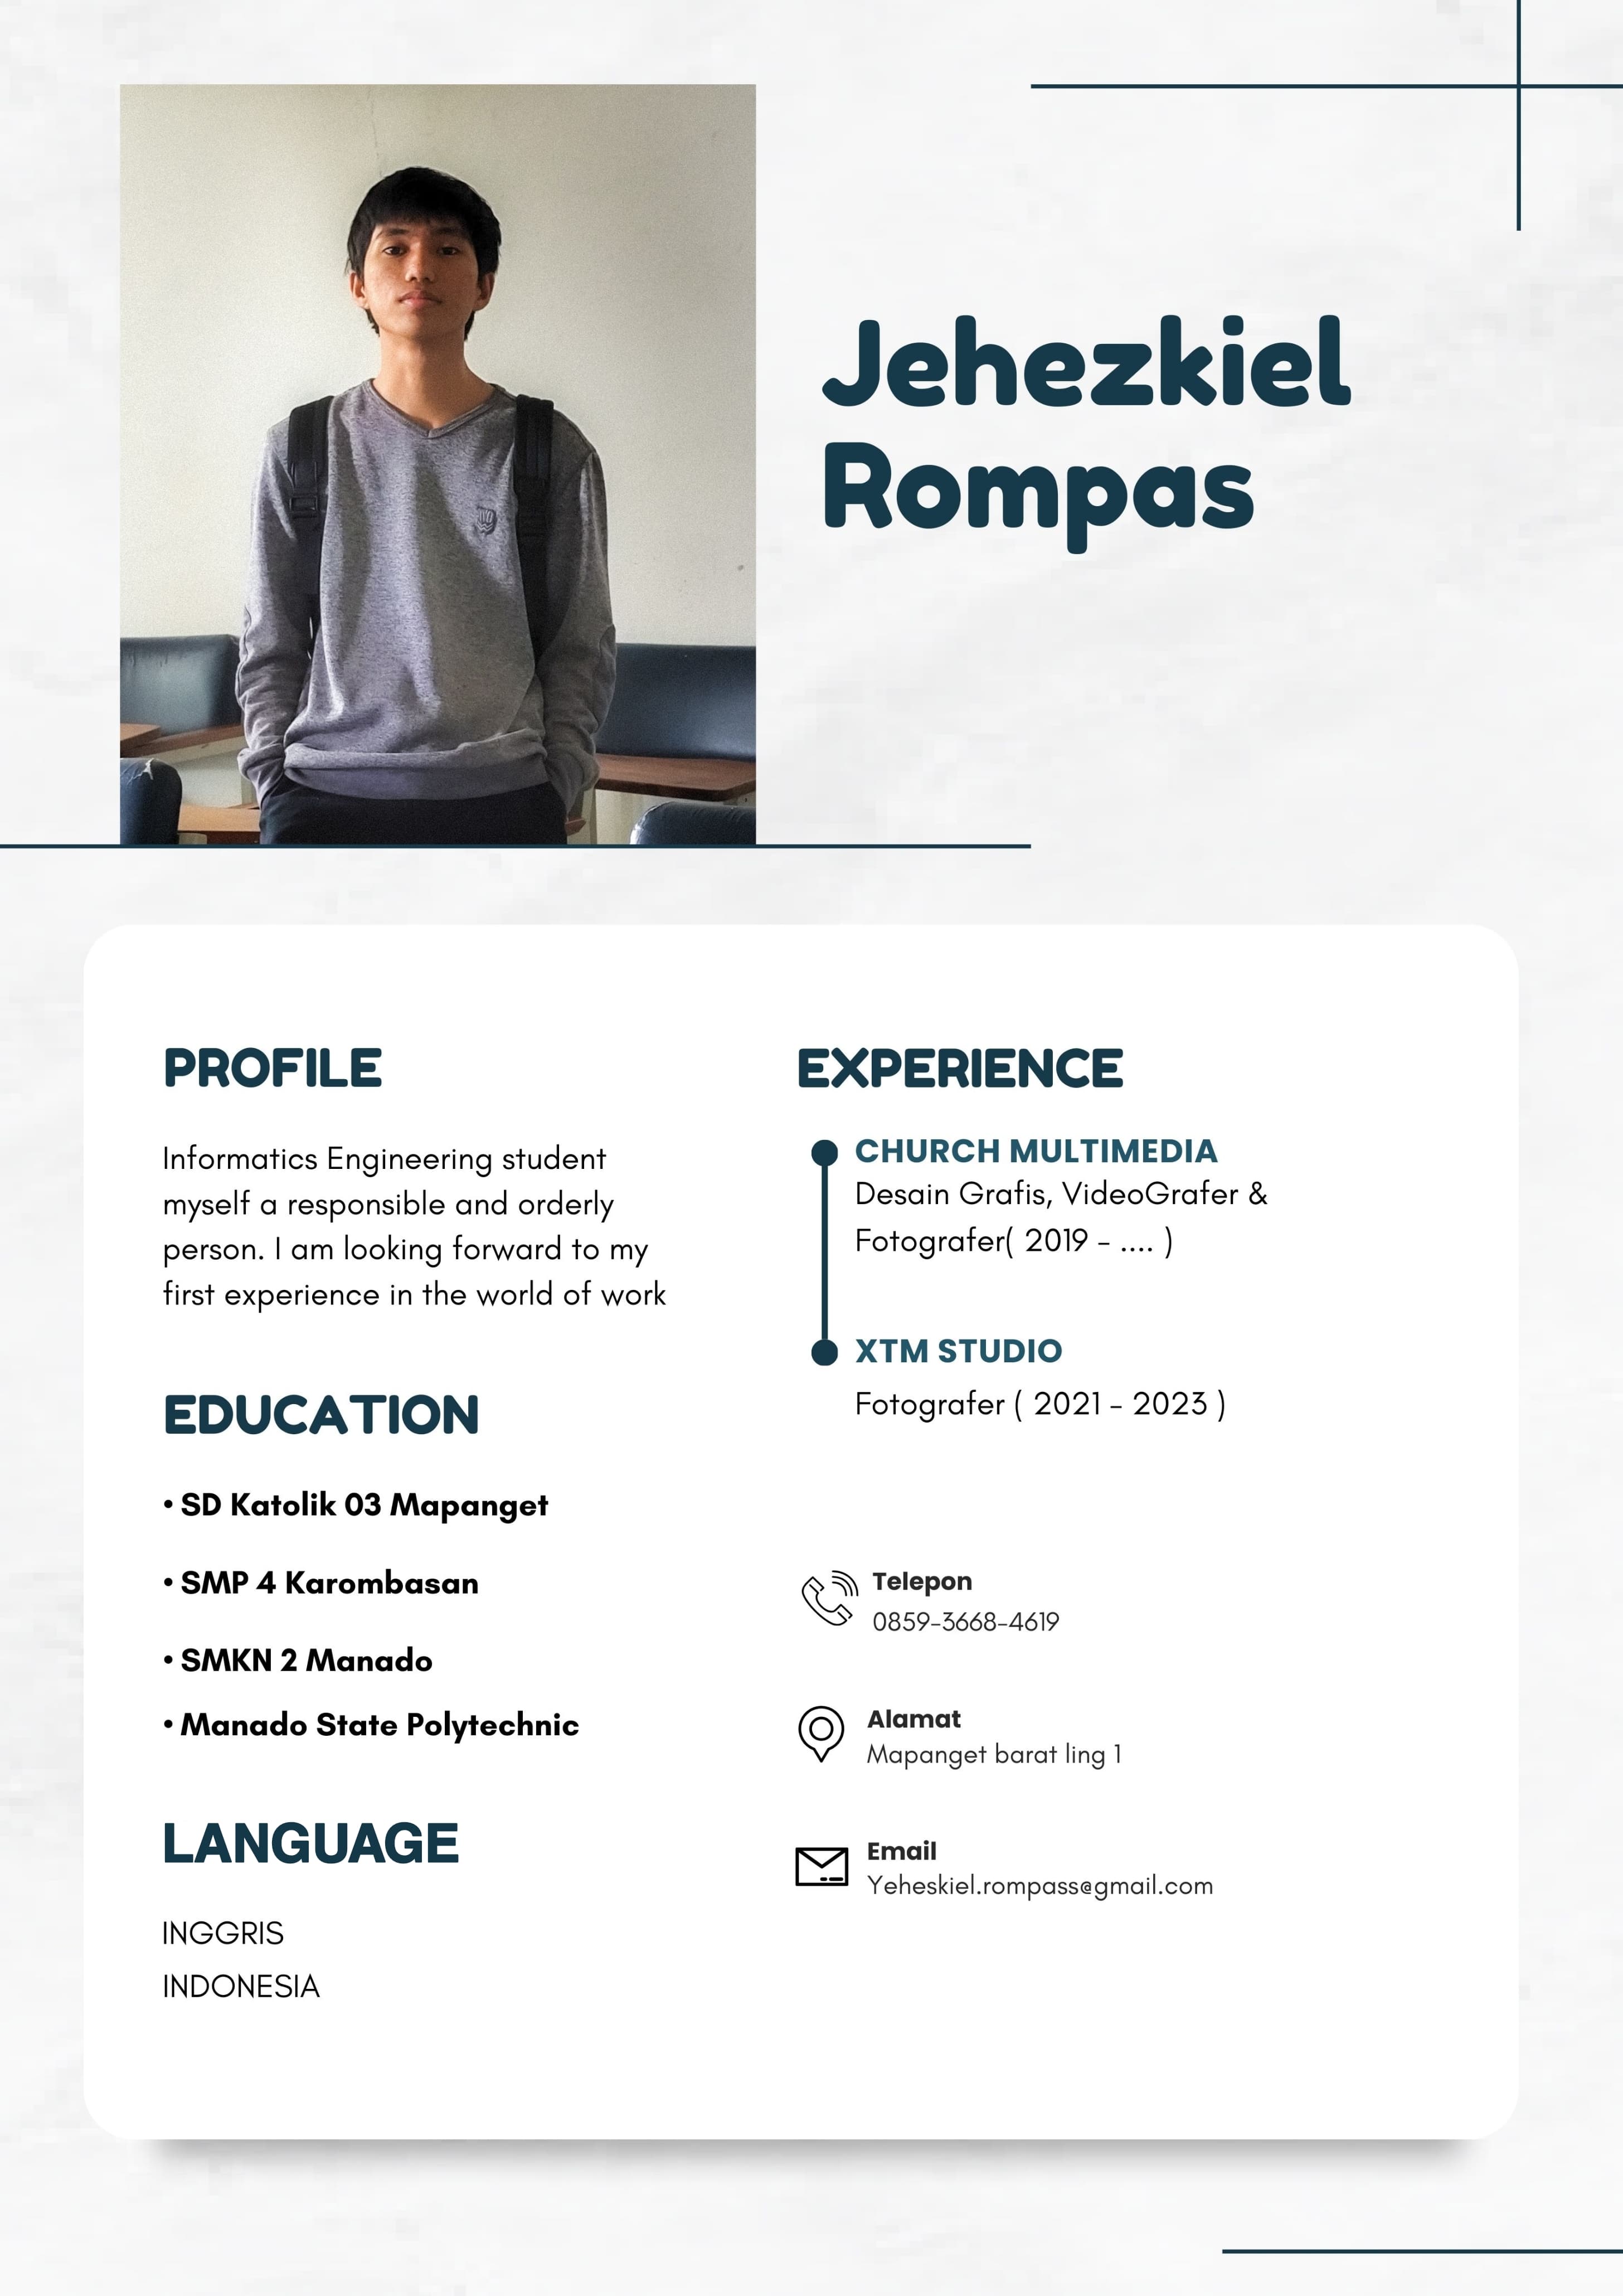 Jehezkiel
Rompas
PROFILE
Informatics Engineering student
myself a responsible and orderly
person. I am looking forward to my
first experience in the world of work
EDUCATION
• SD Katolik 03 Mapanget
• SMP 4 Karombasan
• SMKN 2 Manado
• Manado State Polytechnic
LANGUAGE
INGGRIS
INDONESIA
EXPERIENCE
CHURCH MULTIMEDIA
Desain Grafis, VideoGrafer &
Fotografer( 2019 - .... )
XTM STUDIO
Fotografer ( 2021 - 2023 )
Telepon
0859-3668-4619
Alamat
Mapanget barat ling 1
Email
Yeheskiel.rompass@gmail.com